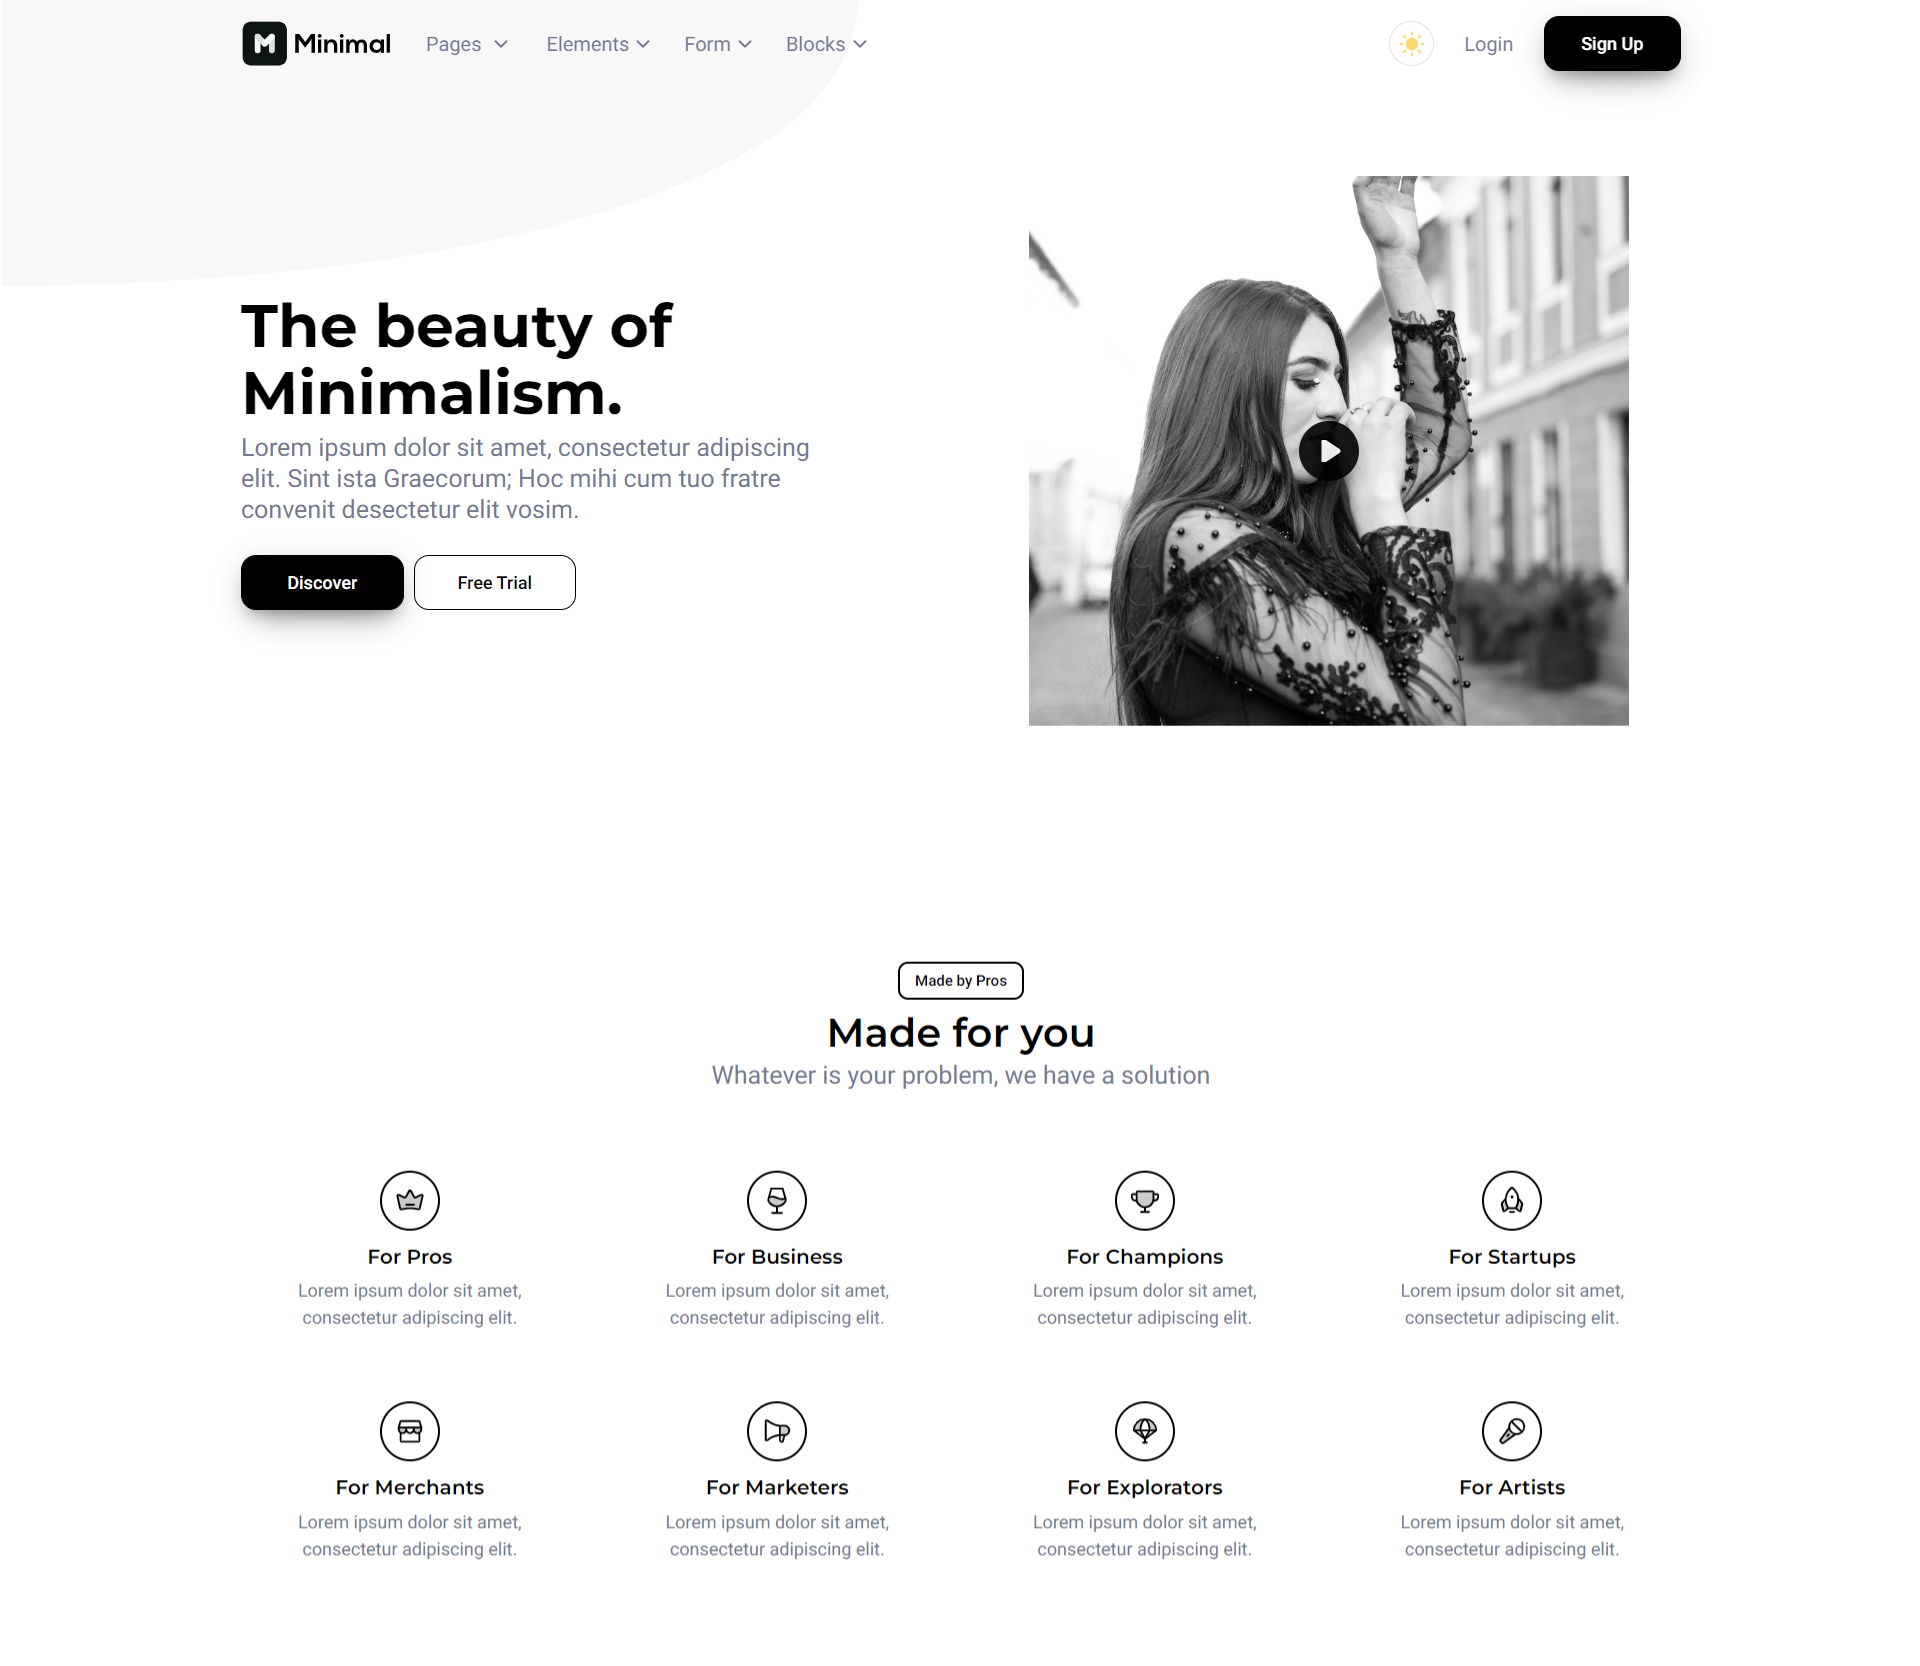 M Minimal Pages Elements Form Blocks Login Sign Up
The beauty of
Minimalism.
Lorem ipsum dolor sit amet, consectetur adipiscing
elit. Sint ista Graecorum; Hoc mihi cum tuo fratre
convenit desectetur elit vosim.
Discover Free Trial
Made by Pros
Made for you
Whatever is your problem, we have a solution
For Pros
Lorem ipsum dolor sit amet,
consectetur adipiscing elit.
For Business
Lorem ipsum dolor sit amet,
consectetur adipiscing elit.
For Champions
Lorem ipsum dolor sit amet,
consectetur adipiscing elit.
For Startups
Lorem ipsum dolor sit amet,
consectetur adipiscing elit.
For Merchants
Lorem ipsum dolor sit amet,
consectetur adipiscing elit.
For Marketers
Lorem ipsum dolor sit amet,
consectetur adipiscing elit.
For Explorators
Lorem ipsum dolor sit amet,
consectetur adipiscing elit.
For Artists
Lorem ipsum dolor sit amet,
consectetur adipiscing elit.